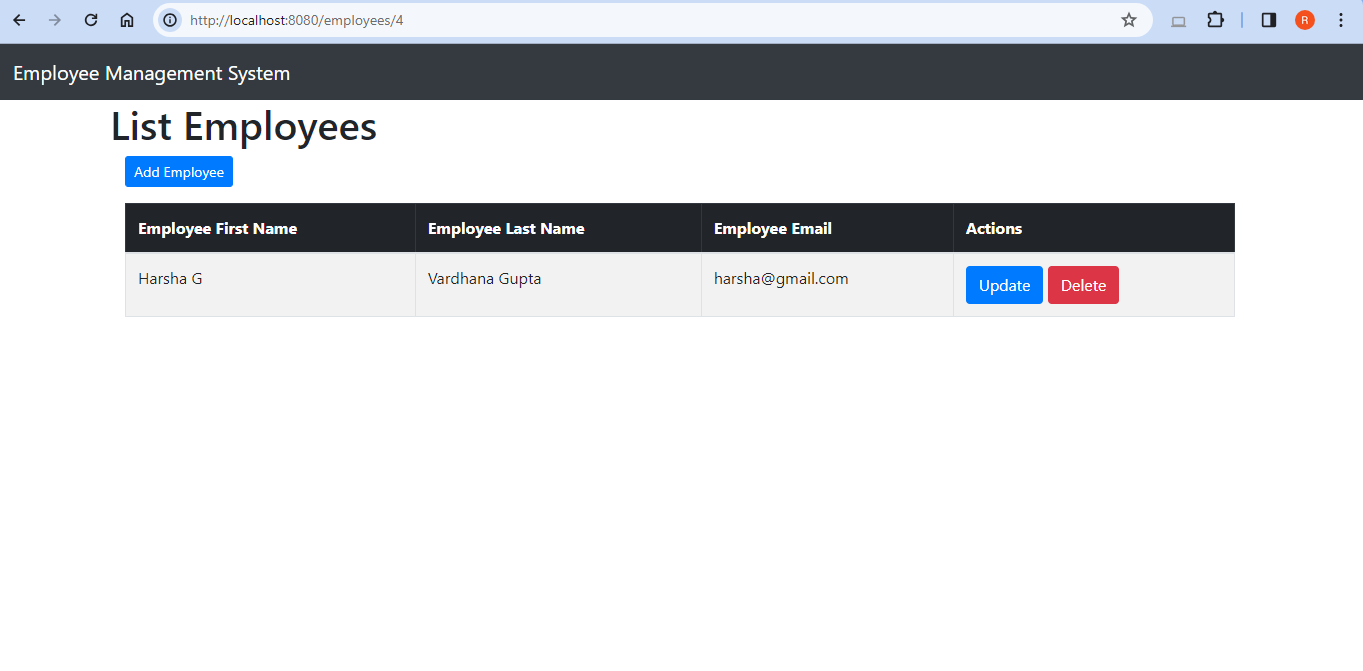 http://localhost:8080/employees/4
R
Employee Management System
List Employees
Add Employee
Employee First Name Employee Last Name Employee Email Actions
Harsha G Vardhana Gupta harsha@gmail.com Update Delete